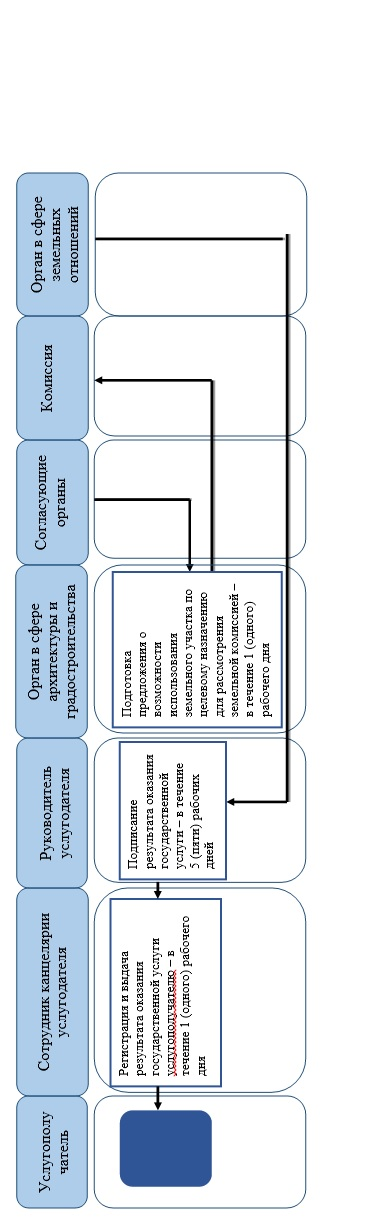 Услугополу
чатель
Сотрудник канцелярии
услугодателя
Руководитель
услугодателя
Орган в сфере
архитектуры и
градостроительства
Согласующие
органы
Комиссия
Орган в сфере
земельных
отношений
Регистрация и выдача
результата оказания
государственной услуги
услугополучателю – в
течение 1 (одного) рабочего
дня
Подписание
результата оказания
государственной
услуги – в течение
5 (пяти) рабочих
дней
Подготовка
предложения о
возможности
использования
земельного участка по
целевому назначению
для рассмотрения
земельной комиссией –
в течение 1 (одного)
рабочего дня